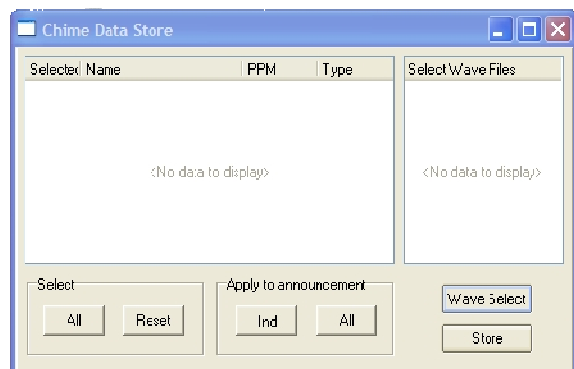 Chime Data Store
Selected Name PPM Type Select Wave Files
<No data to display> <No data to display>
Select Apply to announcement
All Reset Ind All Wave Select
Store